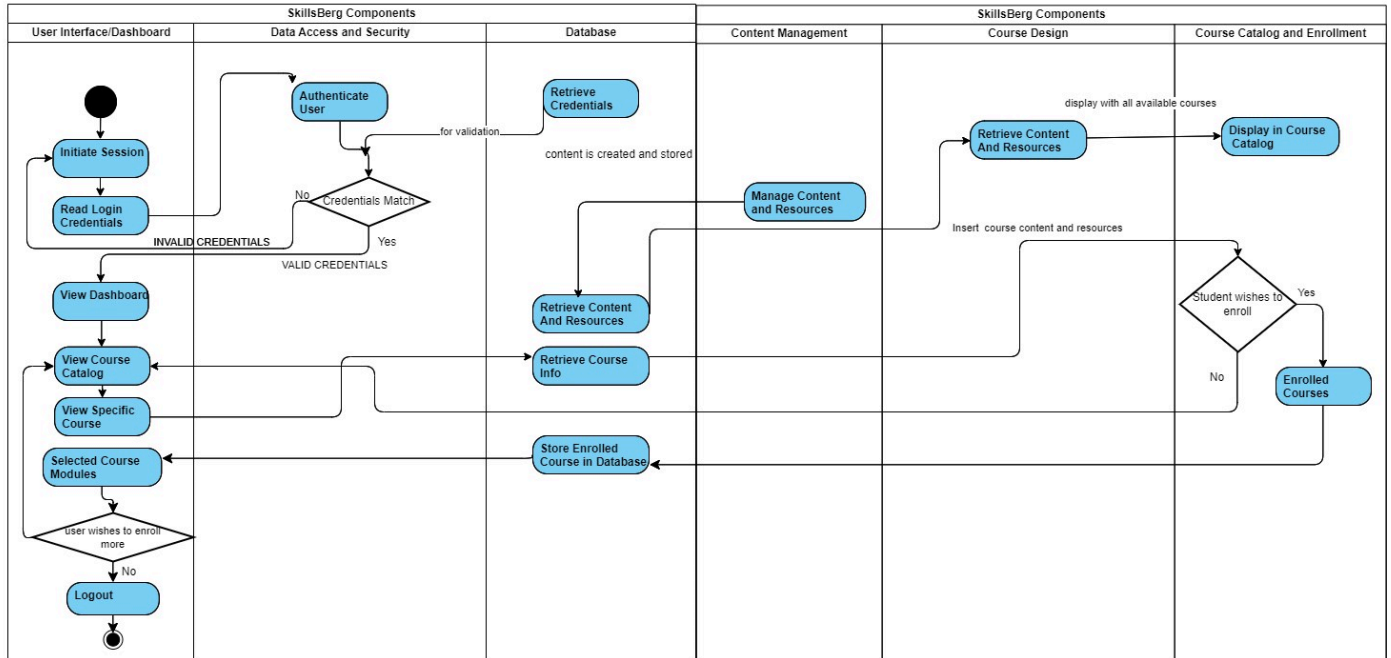 SkillsBerg Components
SkillsBerg Components
User Interface/Dashboard
Data Access and Security
Database
Content Management
Course Design
Course Catalog and Enrollment
Authenticate
User
Retrieve
Credentials
display with all available courses
for validation
Initiate Session
content is created and stored
Retrieve Content
And Resources
Display in Course
Catalog
Read Login
Credentials
No
Credentials Match
Manage Content
and Resources
INVALID CREDENTIALS
Yes
Insert course content and resources
VALID CREDENTIALS
View Dashboard
Retrieve Content
And Resources
Student wishes to
enroll
Yes
View Course
Catalog
Retrieve Course
Info
No
Enrolled
Courses
View Specific
Course
Selected Course
Modules
Store Enrolled
Course in Database
user wishes to enroll
more
No
Logout